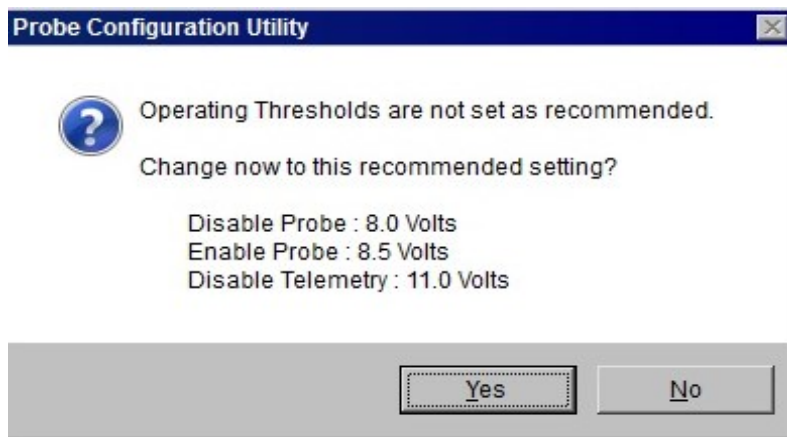 Probe Configuration Utility
Operating Thresholds are not set as recommended.
Change now to this recommended setting?
Disable Probe : 8.0 Volts
Enable Probe : 8.5 Volts
Disable Telemetry : 11.0 Volts
Yes
No